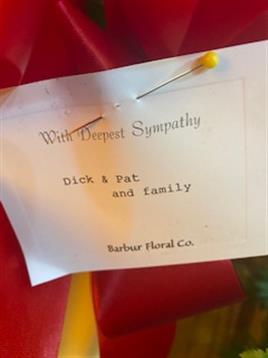 With Deepest Sympathy
Dick & Pat
and family
Barbur Floral Co.